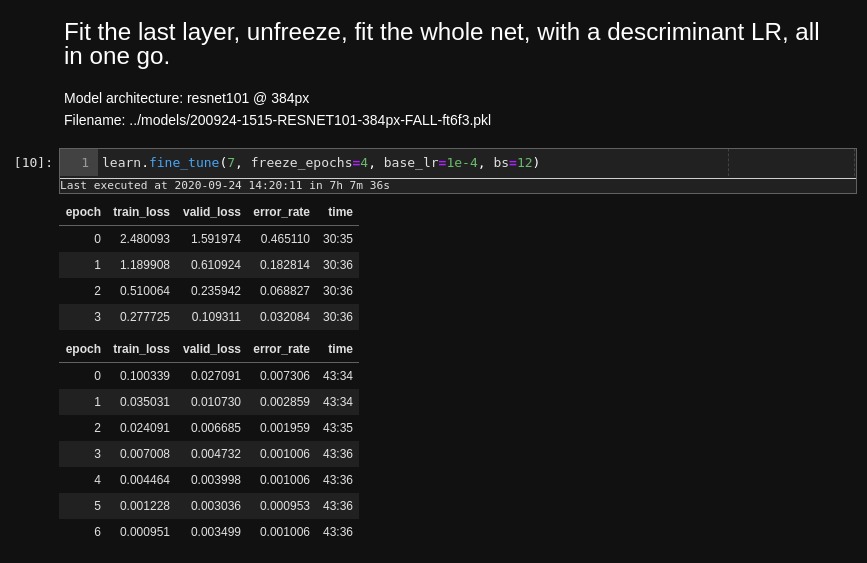 Fit the last layer, unfreeze, fit the whole net, with a descriminant LR, all
in one go.
Model architecture: resnet101 @ 384px
Filename: ../models/200924-1515-RESNET101-384px-FALL-ft6f3.pkl
[10]: 1 learn.fine_tune(7, freeze_epochs=4, base_lr=1e-4, bs=12)
Last executed at 2020-09-24 14:20:11 in 7h 7m 36s
epoch train_loss valid_loss error_rate time
0 2.480093 1.591974 0.465110 30:35
1 1.189908 0.610924 0.182814 30:36
2 0.510064 0.235942 0.068827 30:36
3 0.277725 0.109311 0.032084 30:36
epoch train_loss valid_loss error_rate time
0 0.100339 0.027091 0.007306 43:34
1 0.035031 0.010730 0.002859 43:34
2 0.024091 0.006685 0.001959 43:35
3 0.007008 0.004732 0.001006 43:36
4 0.004464 0.003998 0.001006 43:36
5 0.001228 0.003036 0.000953 43:36
6 0.000951 0.003499 0.001006 43:36